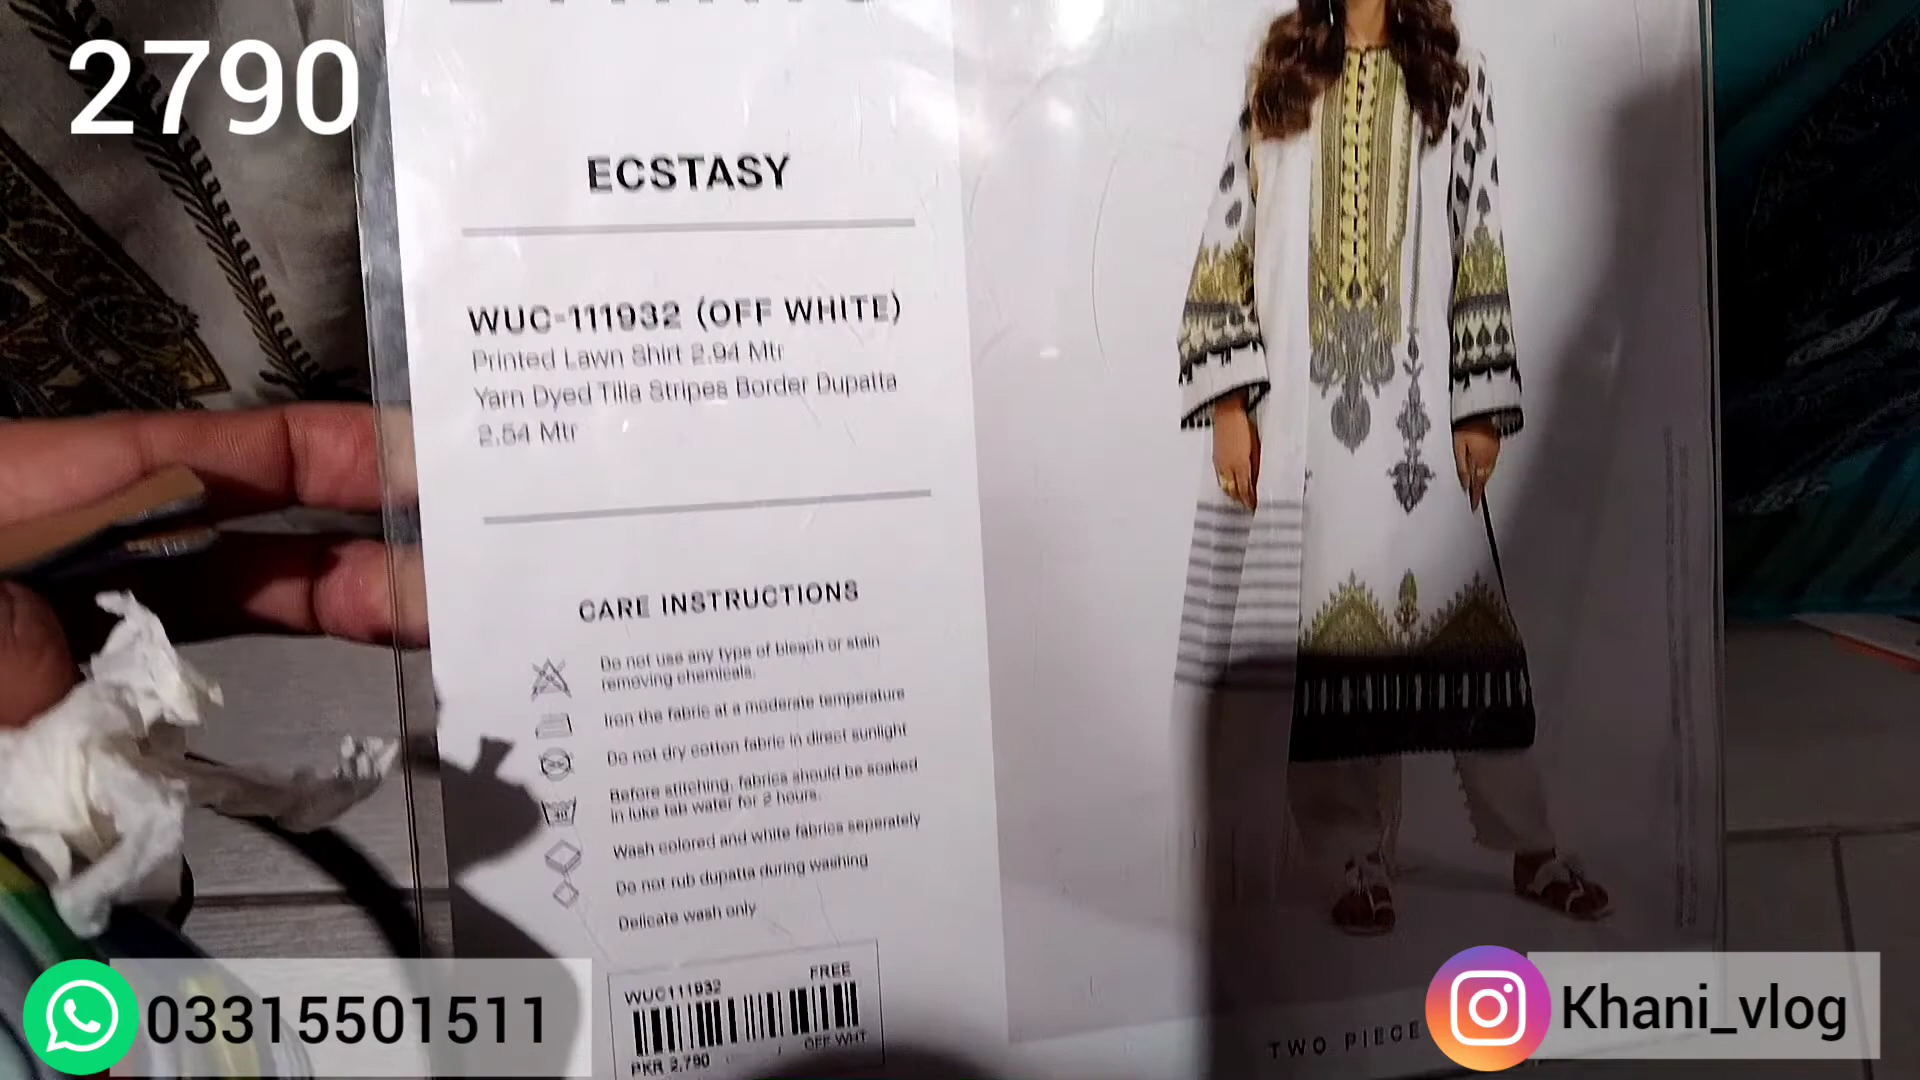 2790
ECSTASY
WUC-111932 (OFF WHITE)
Printed Lawn Shirt 2.94 Mtr
Yarn Dyed Tilla Stripes Border Dupatta
2.54 Mtr
CARE INSTRUCTIONS
Do not use any type of bleach or stain
removing chemicals.
Iron the fabric at a moderate temperature
Do not dry cotton fabric in direct sunlight
Before stitching, fabrics should be soaked
in luke tab water for 2 hours.
Wash colored and white fabrics seperately
Do not rub dupatta during washing
Delicate wash only
WUC111932 FREE
OFF WHT
PKR 2,790
TWO PIECE
03315501511
Khani_vlog